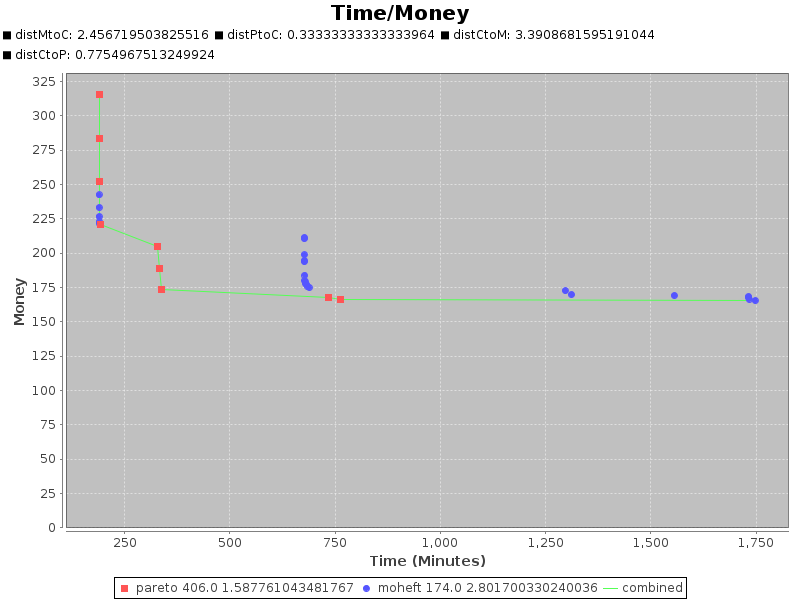 Time/Money
distMtoC: 2.456719503825516 distPtoC: 0.33333333333333964 distCtoM: 3.3908681595191044
distCtoP: 0.7754967513249924
325
300
275
250
225
200
175
150
125
100
75
50
25
0
Money
250 500 750 1,000 1,250 1,500 1,750
Time (Minutes)
pareto 406.0 1.587761043481767 moheft 174.0 2.801700330240036 combined